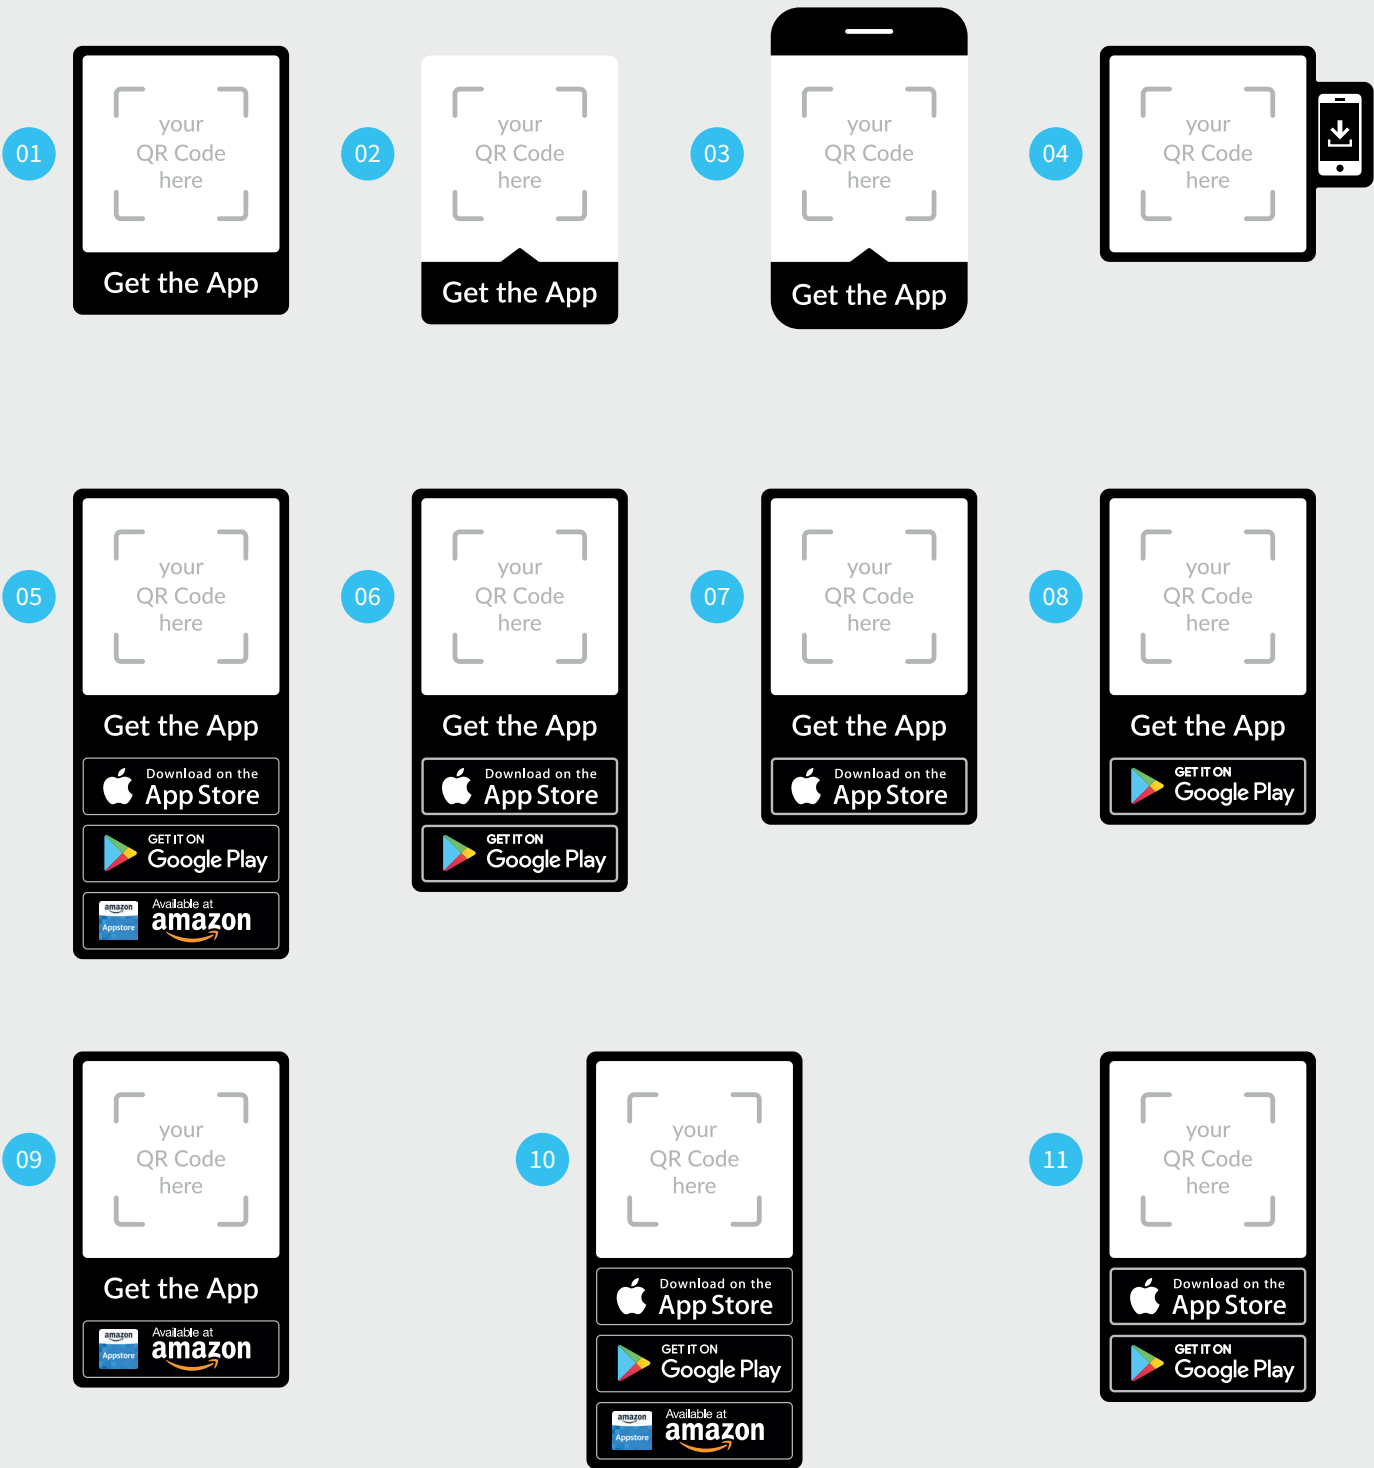 01
your
QR Code
here
Get the App
02
your
QR Code
here
Get the App
03
your
QR Code
here
Get the App
04
your
QR Code
here
05
your
QR Code
here
Get the App
Download on the
App Store
GET IT ON
Google Play
amazon
Appstore
Available at
amazon
06
your
QR Code
here
Get the App
Download on the
App Store
GET IT ON
Google Play
07
your
QR Code
here
Get the App
Download on the
App Store
08
your
QR Code
here
Get the App
GET IT ON
Google Play
09
your
QR Code
here
Get the App
amazon
Appstore
Available at
amazon
10
your
QR Code
here
Download on the
App Store
GET IT ON
Google Play
amazon
Appstore
Available at
amazon
11
your
QR Code
here
Download on the
App Store
GET IT ON
Google Play